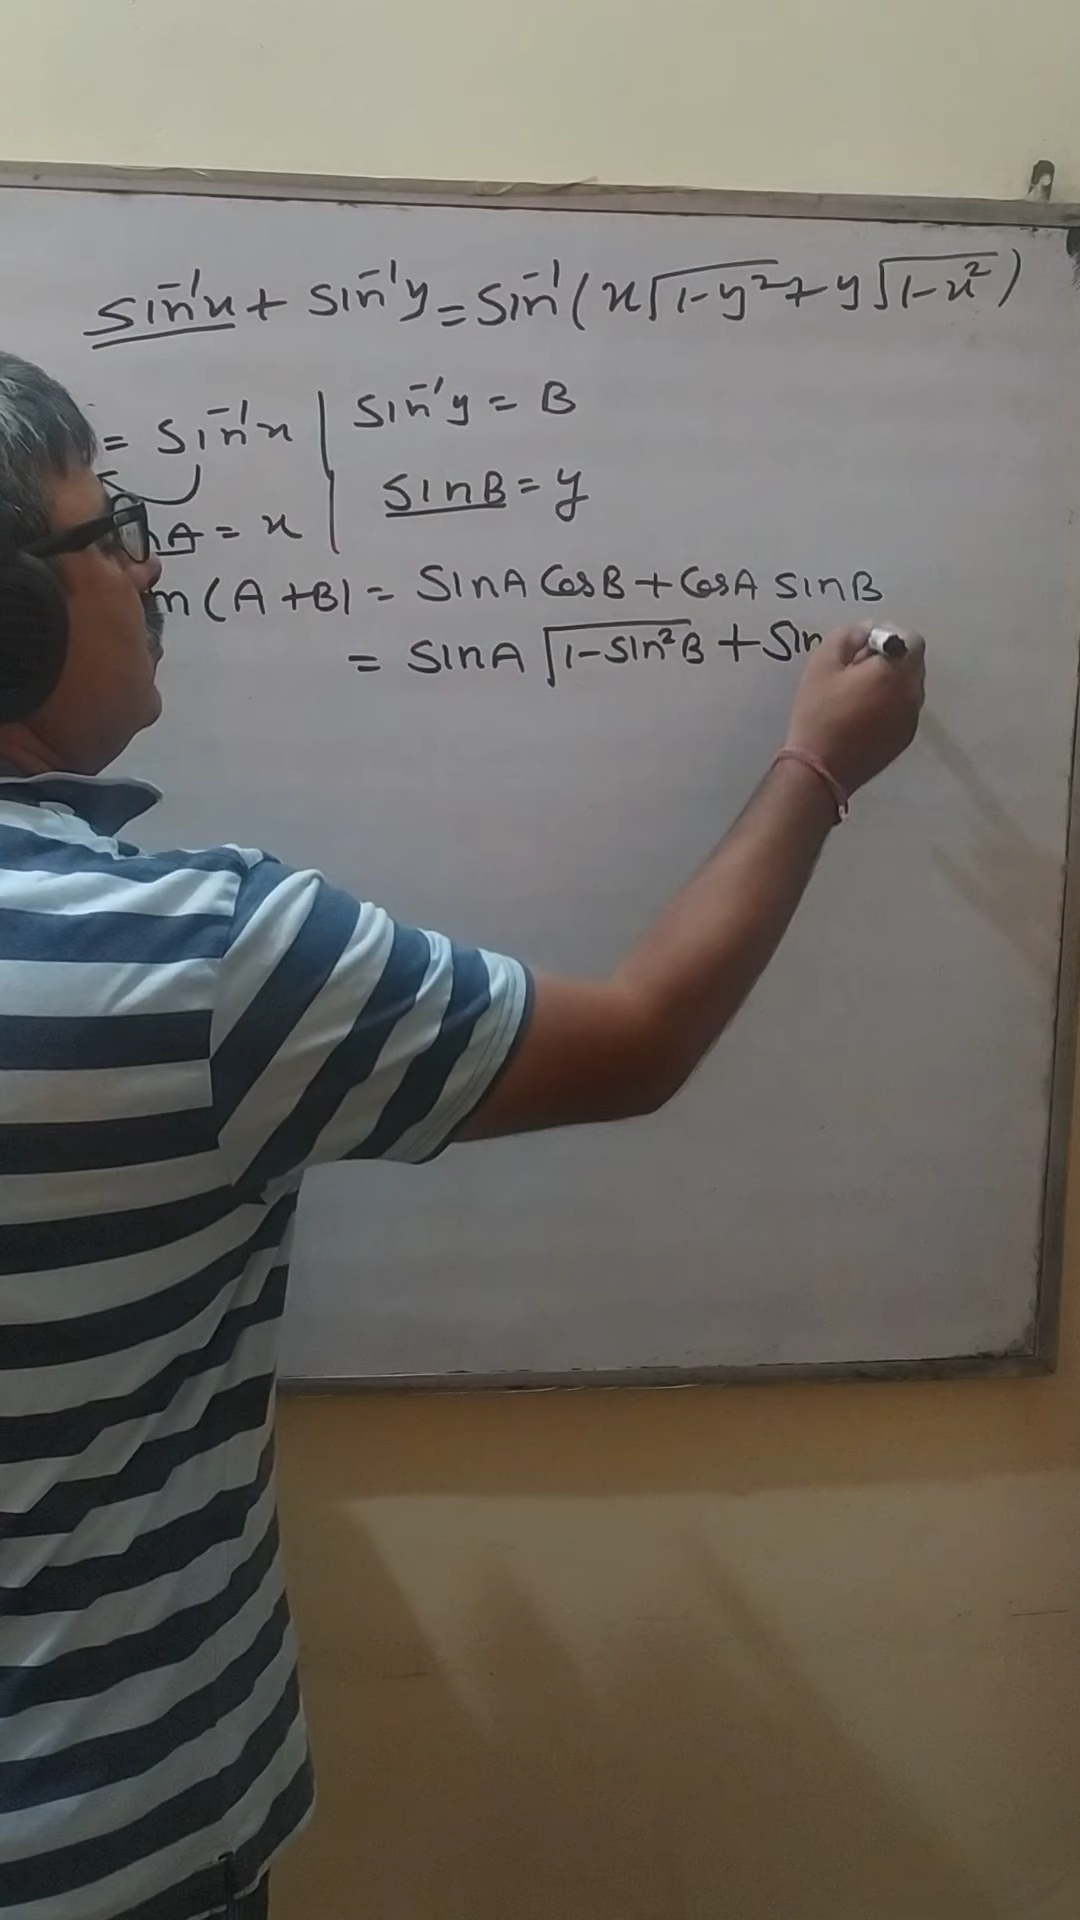 sin⁻¹x + sin⁻¹y = sin⁻¹(x√1-y² + y√1-x²)
= sin⁻¹x | sin⁻¹y = B
A = x | sinB = y
n (A+B) = sinA cosB + cosA sinB
= sinA √1-sin²B + sin